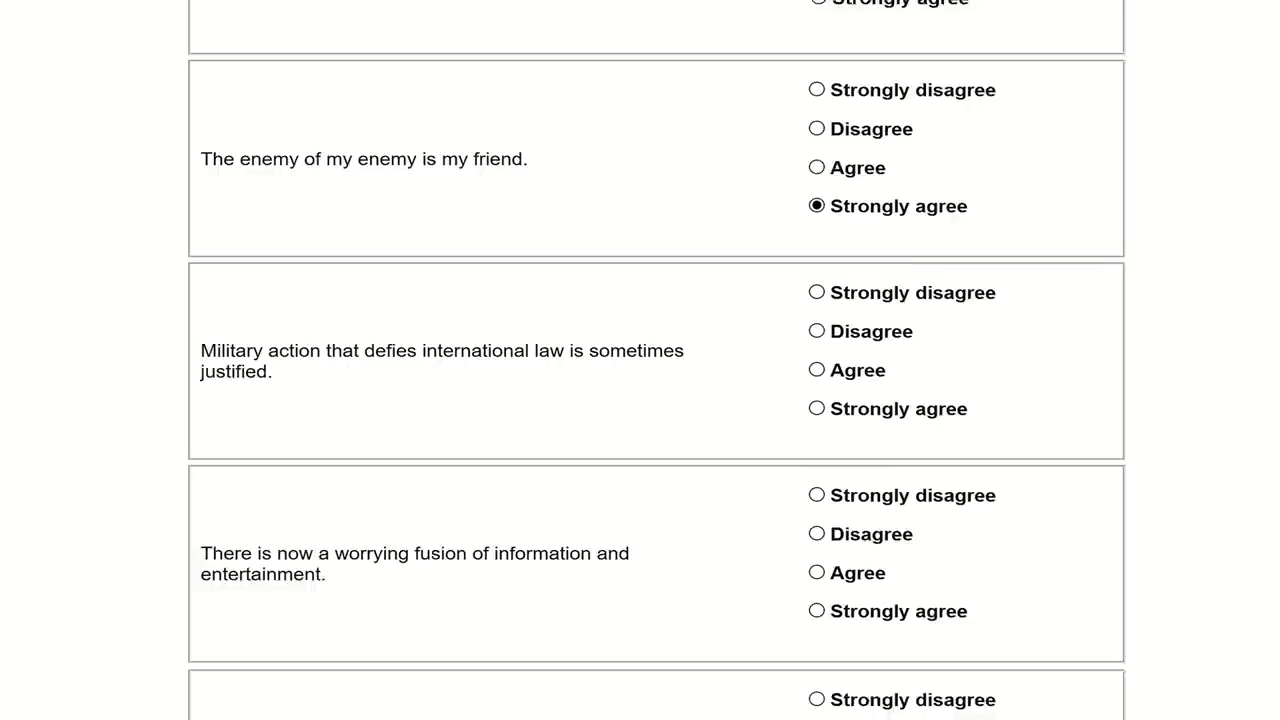 Strongly agree
Strongly disagree
Disagree
The enemy of my enemy is my friend.
Agree
Strongly agree
Strongly disagree
Disagree
Military action that defies international law is sometimes
justified.
Agree
Strongly agree
Strongly disagree
Disagree
There is now a worrying fusion of information and
entertainment.
Agree
Strongly agree
Strongly disagree